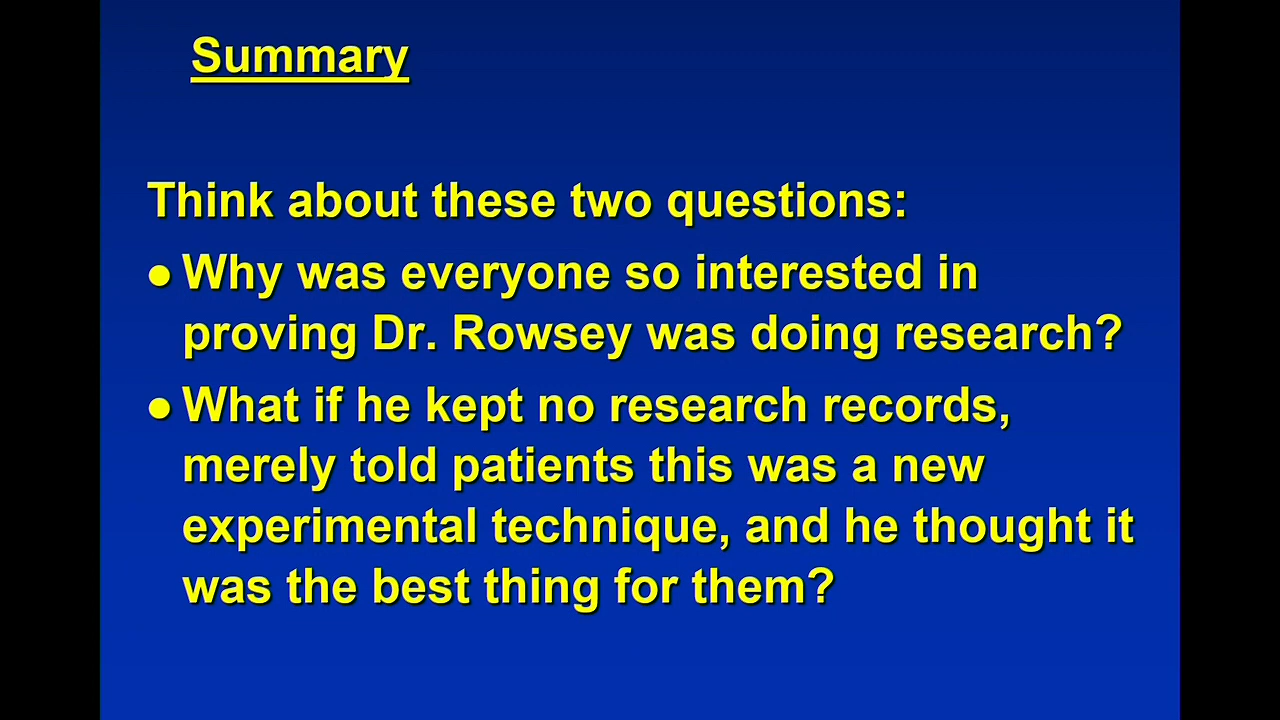 Summary
Think about these two questions:
● Why was everyone so interested in
proving Dr. Rowsey was doing research?
● What if he kept no research records,
merely told patients this was a new
experimental technique, and he thought it
was the best thing for them?